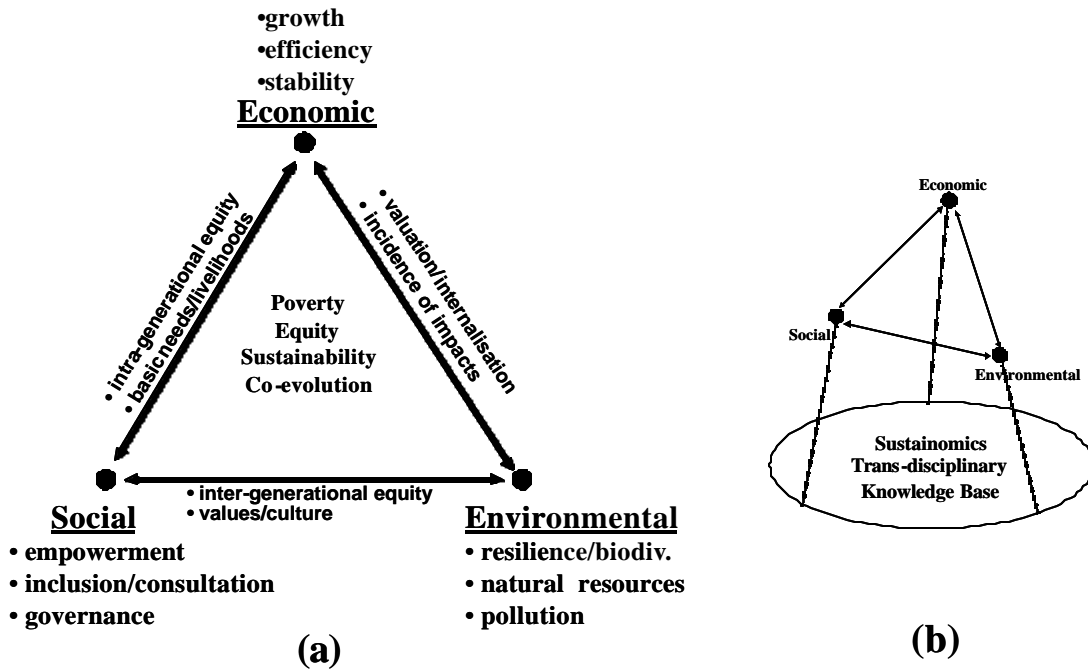 •growth
•efficiency
•stability
Economic
• intra-generational equity
• basic needs/livelihoods
• valuation/internalisation
• incidence of impacts
Poverty
Equity
Sustainability
Co-evolution
• inter-generational equity
• values/culture
Social
• empowerment
• inclusion/consultation
• governance
Environmental
• resilience/biodiv.
• natural resources
• pollution
(a)
Economic
Social
Environmental
Sustainomics
Trans-disciplinary
Knowledge Base
(b)